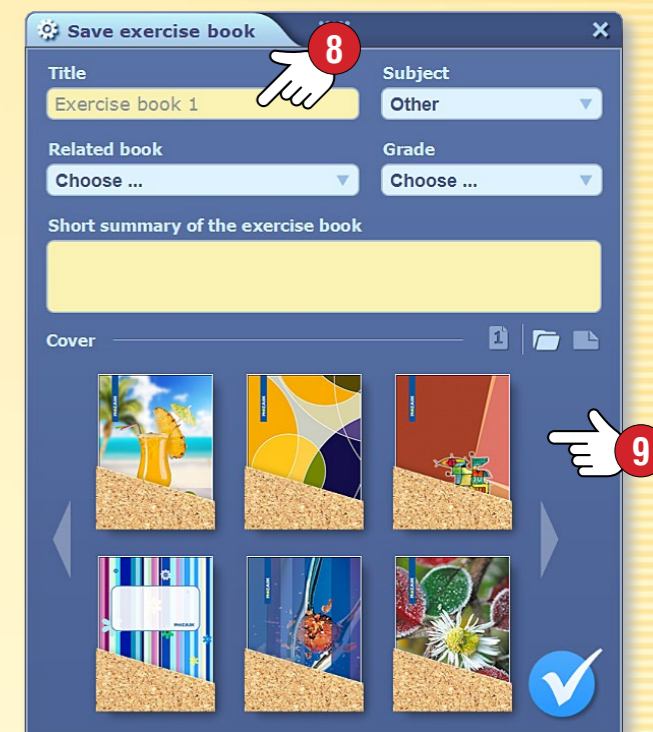 Save exercise book
8
Title
Subject
Exercise book 1
Other
Related book
Grade
Choose ...
Choose ...
Short summary of the exercise book
Cover
1
9